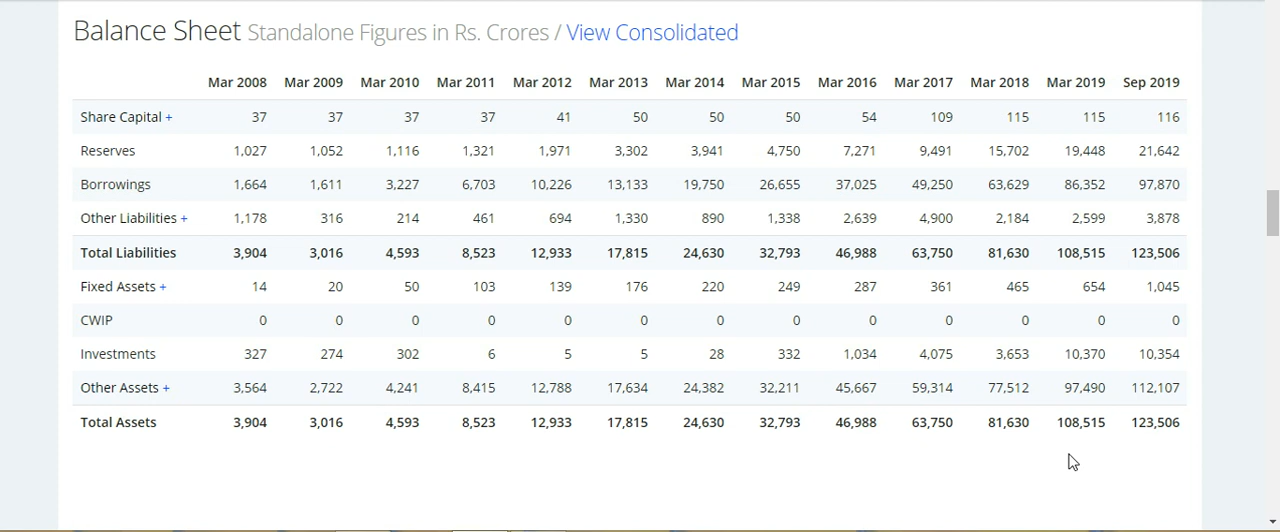 Balance Sheet Standalone Figures in Rs. Crores / View Consolidated
Mar 2008 Mar 2009 Mar 2010 Mar 2011 Mar 2012 Mar 2013 Mar 2014 Mar 2015 Mar 2016 Mar 2017 Mar 2018 Mar 2019 Sep 2019
Share Capital + 37 37 37 37 41 50 50 50 54 109 115 115 116
Reserves 1,027 1,052 1,116 1,321 1,971 3,302 3,941 4,750 7,271 9,491 15,702 19,448 21,642
Borrowings 1,664 1,611 3,227 6,703 10,226 13,133 19,750 26,655 37,025 49,250 63,629 86,352 97,870
Other Liabilities + 1,178 316 214 461 694 1,330 890 1,338 2,639 4,900 2,184 2,599 3,878
Total Liabilities 3,904 3,016 4,593 8,523 12,933 17,815 24,630 32,793 46,988 63,750 81,630 108,515 123,506
Fixed Assets + 14 20 50 103 139 176 220 249 287 361 465 654 1,045
CWIP 0 0 0 0 0 0 0 0 0 0 0 0 0
Investments 327 274 302 6 5 5 28 332 1,034 4,075 3,653 10,370 10,354
Other Assets + 3,564 2,722 4,241 8,415 12,788 17,634 24,382 32,211 45,667 59,314 77,512 97,490 112,107
Total Assets 3,904 3,016 4,593 8,523 12,933 17,815 24,630 32,793 46,988 63,750 81,630 108,515 123,506